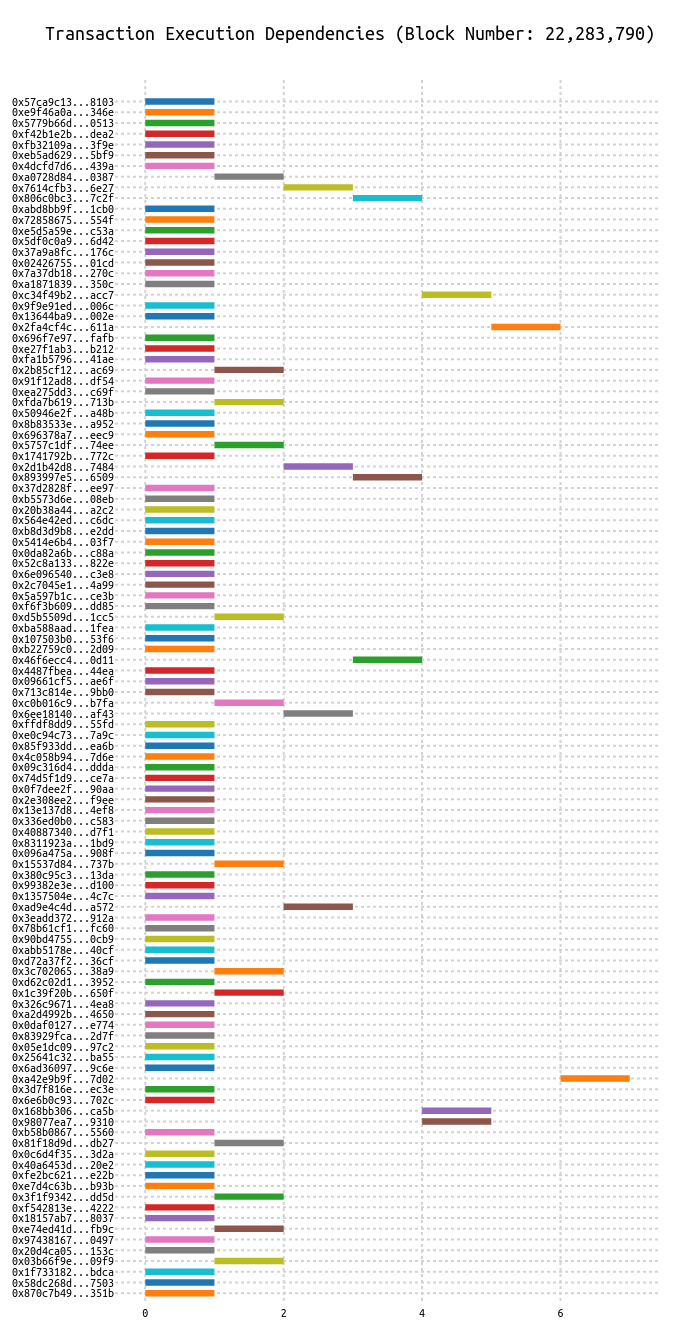 Transaction Execution Dependencies (Block Number: 22,283,790)
0x57ca9c13...8103
0xe9f46a0a...346e
0x5779b66d...0513
0xf42b1e2b...dea2
0xfb32109a...3f9e
0xeb5ad629...5bf9
0x4dcfd7d6...439a
0xa0728d84...0387
0x7614cfb3...6e27
0x806c0bc3...7c2f
0xabd8bb9f...1cb0
0x72858675...554f
0xe5d5a59e...c53a
0x5df0c0a9...6d42
0x37a9a8fc...176c
0x02426755...01cd
0x7a37db18...270c
0xa1871839...350c
0xc34f49b2...acc7
0x9f9e91ed...006c
0x13644ba9...002e
0x2fa4cf4c...611a
0x696f7e97...fafb
0xe27f1ab3...b212
0xfa1b5796...41ae
0x2b85cf12...ac69
0x91f12ad8...df54
0xea275dd3...c69f
0xfda7b619...713b
0x50946e2f...a48b
0x8b83533e...a952
0x696378a7...eec9
0x5757c1df...74ee
0x1741792b...772c
0x2d1b42d8...7484
0x893997e5...6509
0x37d2828f...ee97
0xb5573d6e...08eb
0x20b38a44...a2c2
0x564e42ed...c6dc
0xb8d3d9b8...e2dd
0x5414e6b4...03f7
0x0da82a6b...c88a
0x52c8a133...822e
0x6e096540...c3e8
0x2c7045e1...4a99
0x5a597b1c...ce3b
0xf6f3b609...dd85
0xd5b5509d...1cc5
0xba588aad...1fea
0x107503b0...53f6
0xb22759c0...2d09
0x46f6ecc4...0d11
0x4487fbea...44ea
0x09661cf5...ae6f
0x713c814e...9bb0
0xc0b016c9...b7fa
0x6ee18140...af43
0xffdf8dd9...55fd
0xe0c94c73...7a9c
0x85f933dd...ea6b
0x4c058b94...7d6e
0x09c316d4...ddda
0x74d5f1d9...ce7a
0x0f7dee2f...90aa
0x2e308ee2...f9ee
0x13e137d8...4ef8
0x336ed0b0...c583
0x40887340...d7f1
0x8311923a...1bd9
0x096a475a...908f
0x15537d84...737b
0x380c95c3...13da
0x99382e3e...d100
0x1357504e...4c7c
0xad9e4c4d...a572
0x3eadd372...912a
0x78b61cf1...fc60
0x90bd4755...0cb9
0xabb5178e...40cf
0xd72a37f2...36cf
0x3c702065...38a9
0xd62c02d1...3952
0x1c39f20b...650f
0x326c9671...4ea8
0xa2d4992b...4650
0x0daf0127...e774
0x83929fca...2d7f
0x05e1dc09...97c2
0x25641c32...ba55
0x6ad36097...9c6e
0xa42e9b9f...7d02
0x3d7f816e...ec3e
0x6e6b0c93...702c
0x168bb306...ca5b
0x98077ea7...9310
0xb58b0867...5560
0x81f18d9d...db27
0x0c6d4f35...3d2a
0x40a6453d...20e2
0xfe2bc621...e22b
0xe7d4c63b...b93b
0x3f1f9342...dd5d
0xf542813e...4222
0x18157ab7...8037
0xe74ed41d...fb9c
0x97438167...0497
0x20d4ca05...153c
0x03b66f9e...09f9
0x1f733182...bdca
0x58dc268d...7503
0x870c7b49...351b
0 2 4 6